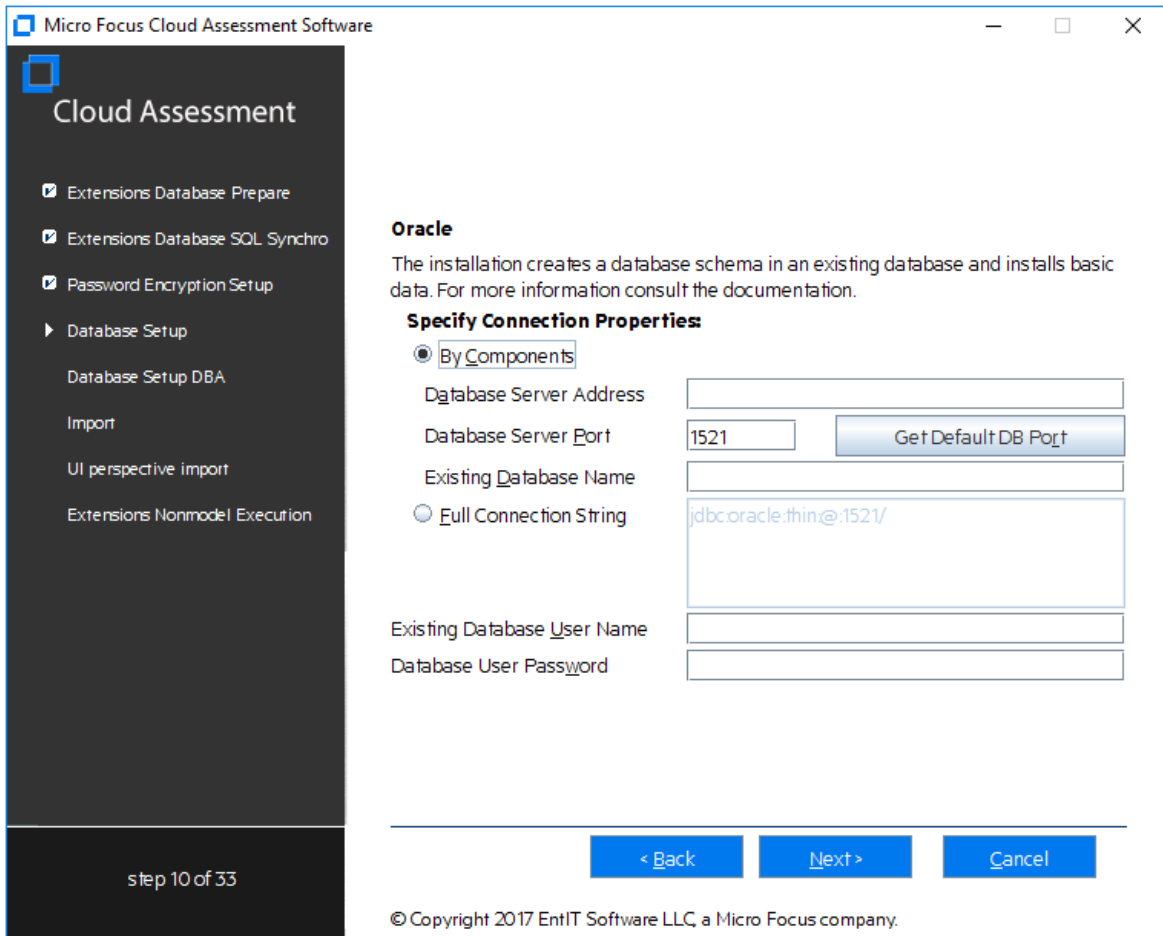 Micro Focus Cloud Assessment Software
Cloud Assessment
Extensions Database Prepare
Extensions Database SQL Synchro
Password Encryption Setup
Database Setup
Database Setup DBA
Import
UI perspective import
Extensions Nonmodel Execution
step 10 of 33
Oracle
The installation creates a database schema in an existing database and installs basic
data. For more information consult the documentation.
Specify Connection Properties:
By Components
Database Server Address
Database Server Port 1521 Get Default DB Port
Existing Database Name
Full Connection String jdbc:oracle:thin:@:1521/
Existing Database User Name
Database User Password
< Back Next > Cancel
© Copyright 2017 EntIT Software LLC, a Micro Focus company.